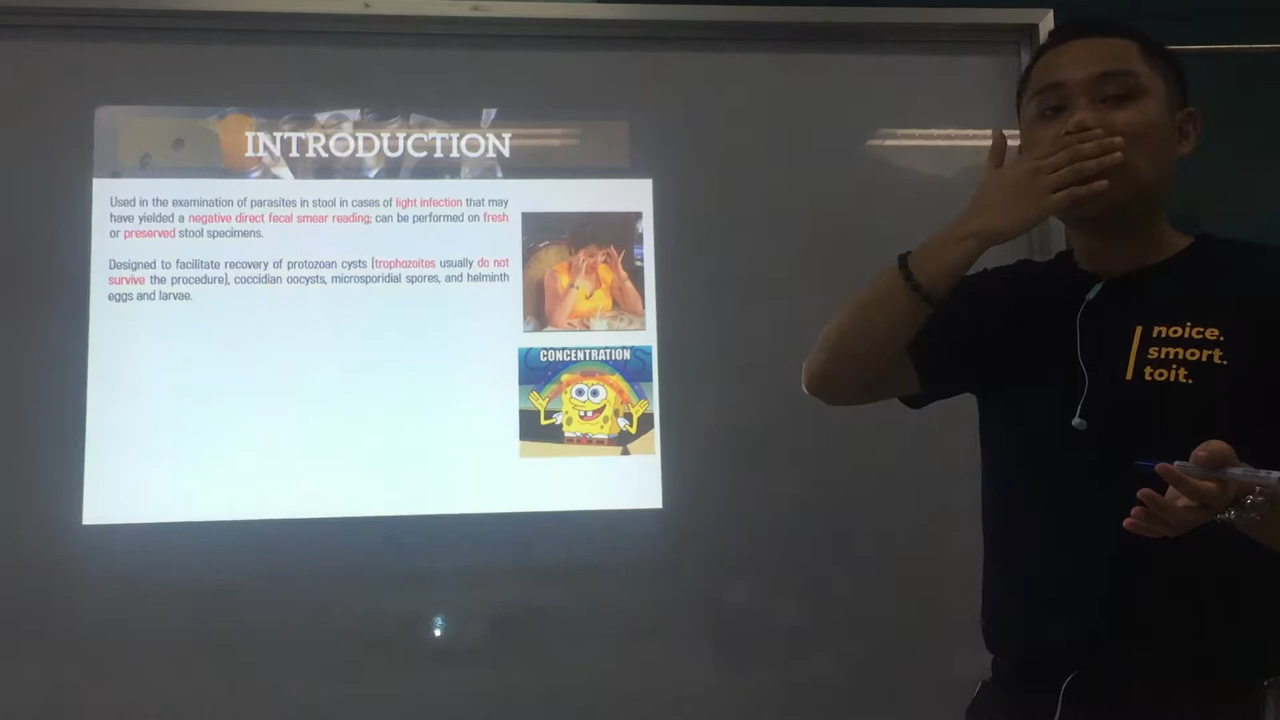 INTRODUCTION
Used in the examination of parasites in stool in cases of light infection that may
have yielded a negative direct fecal smear reading; can be performed on fresh
or preserved stool specimens.
Designed to facilitate recovery of protozoan cysts (trophozoites usually do not
survive the procedure), coccidian oocysts, microsporidial spores, and helminth
eggs and larvae.
CONCENTRATION
noice.
smort.
toit.